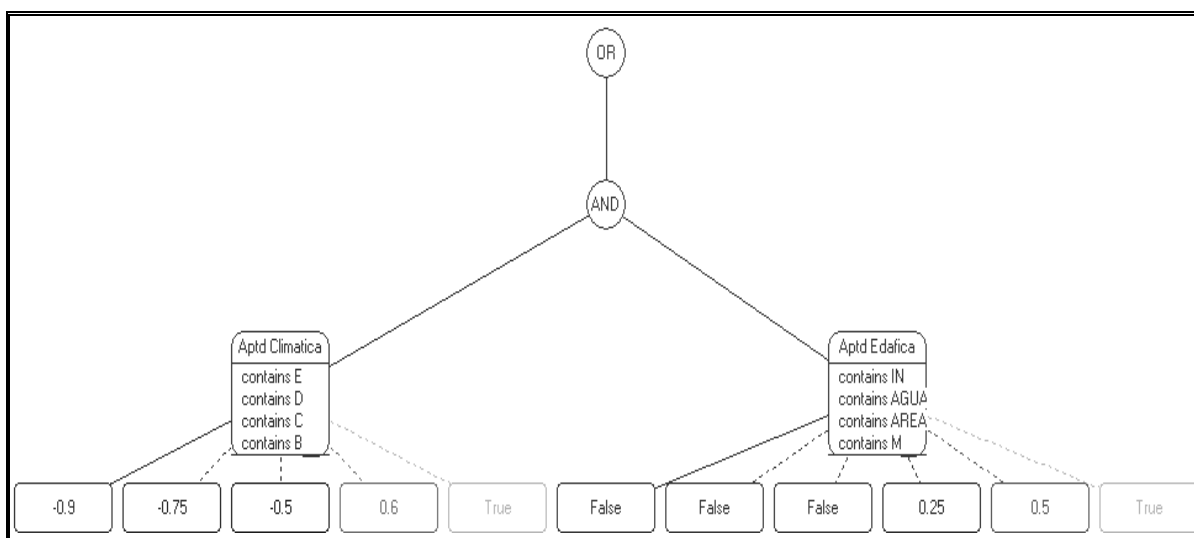 OR
AND
Aptd Climatica
contains E
contains D
contains C
contains B
Aptd Edafica
contains IN
contains AGUA
contains AREA
contains M
-0.9
-0.75
-0.5
0.6
True
False
False
False
0.25
0.5
True